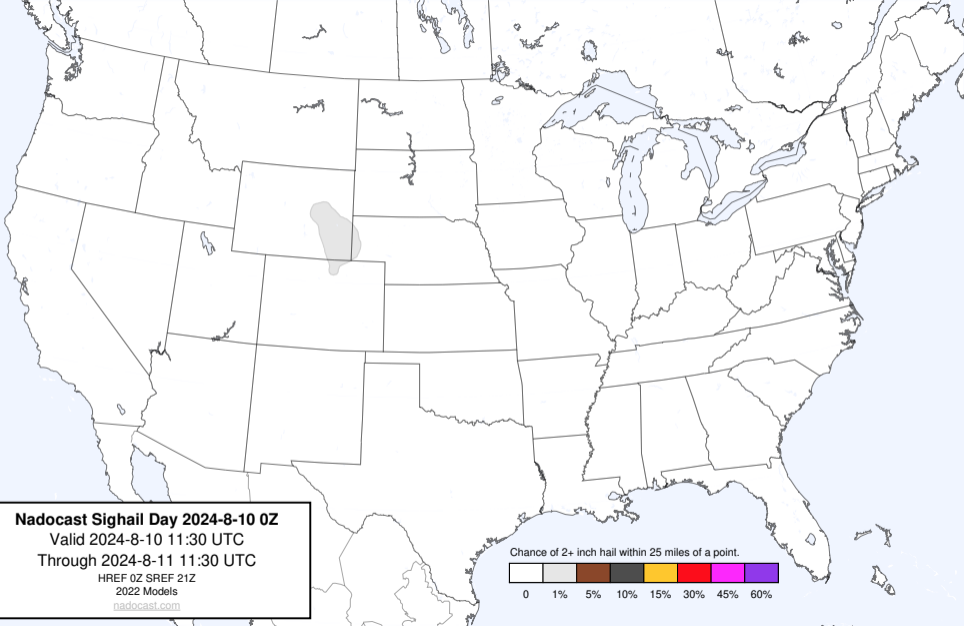 Nadocast Sighail Day 2024-8-10 0Z
Valid 2024-8-10 11:30 UTC
Through 2024-8-11 11:30 UTC
HREF 0Z SREF 21Z
2022 Models
nadocast.com
Chance of 2+ inch hail within 25 miles of a point.
0 1% 5% 10% 15% 30% 45% 60%